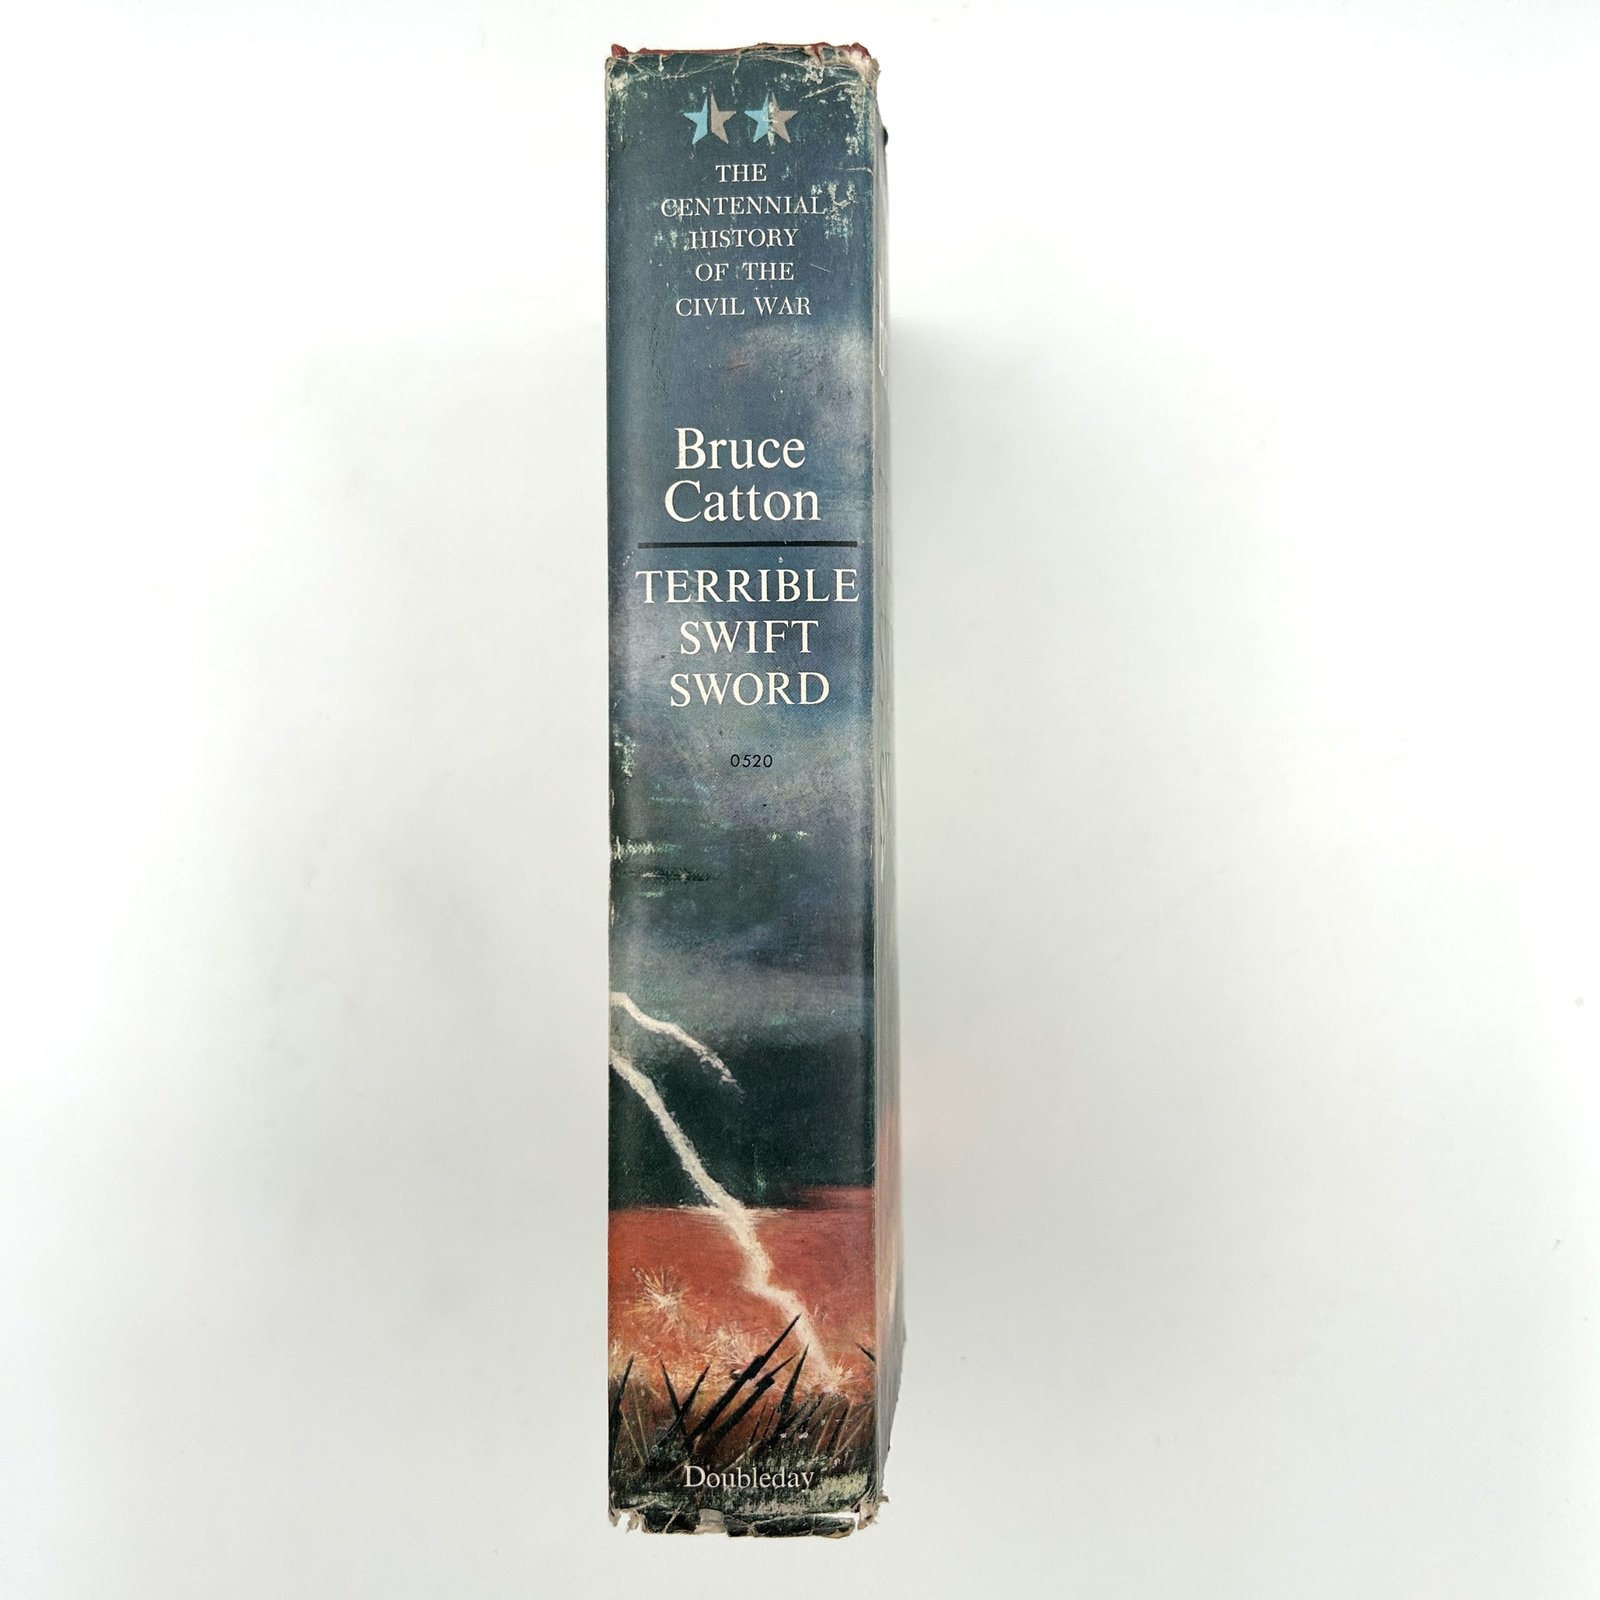 THE
CENTENNIAL
HISTORY
OF THE
CIVIL WAR
Bruce
Catton
TERRIBLE
SWIFT
SWORD
0520
Doubleday